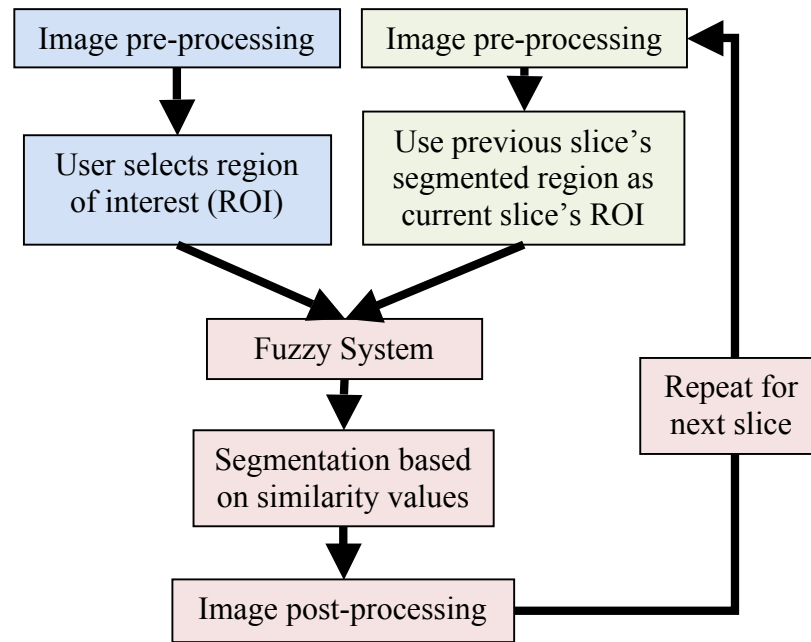 Image pre-processing
Image pre-processing
User selects region
of interest (ROI)
Use previous slice’s
segmented region as
current slice’s ROI
Fuzzy System
Repeat for
next slice
Segmentation based
on similarity values
Image post-processing